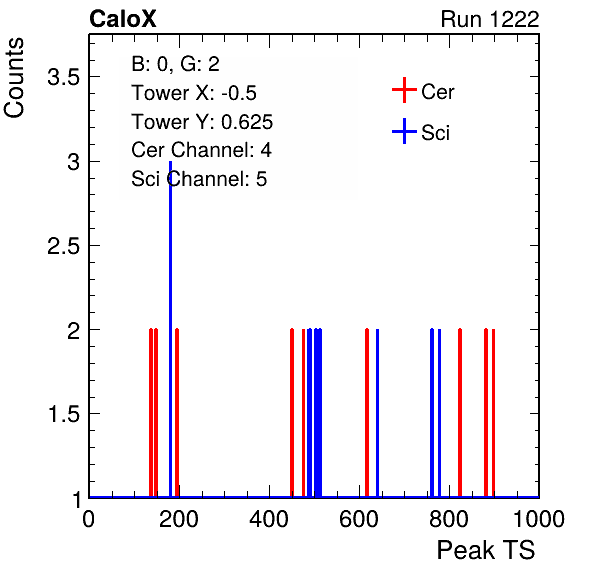 CaloX Run 1222
Counts
B: 0, G: 2
Tower X: -0.5
Tower Y: 0.625
Cer Channel: 4
Sci Channel: 5
Cer
Sci
3.5
3
2.5
2
1.5
1
0 200 400 600 800 1000
Peak TS